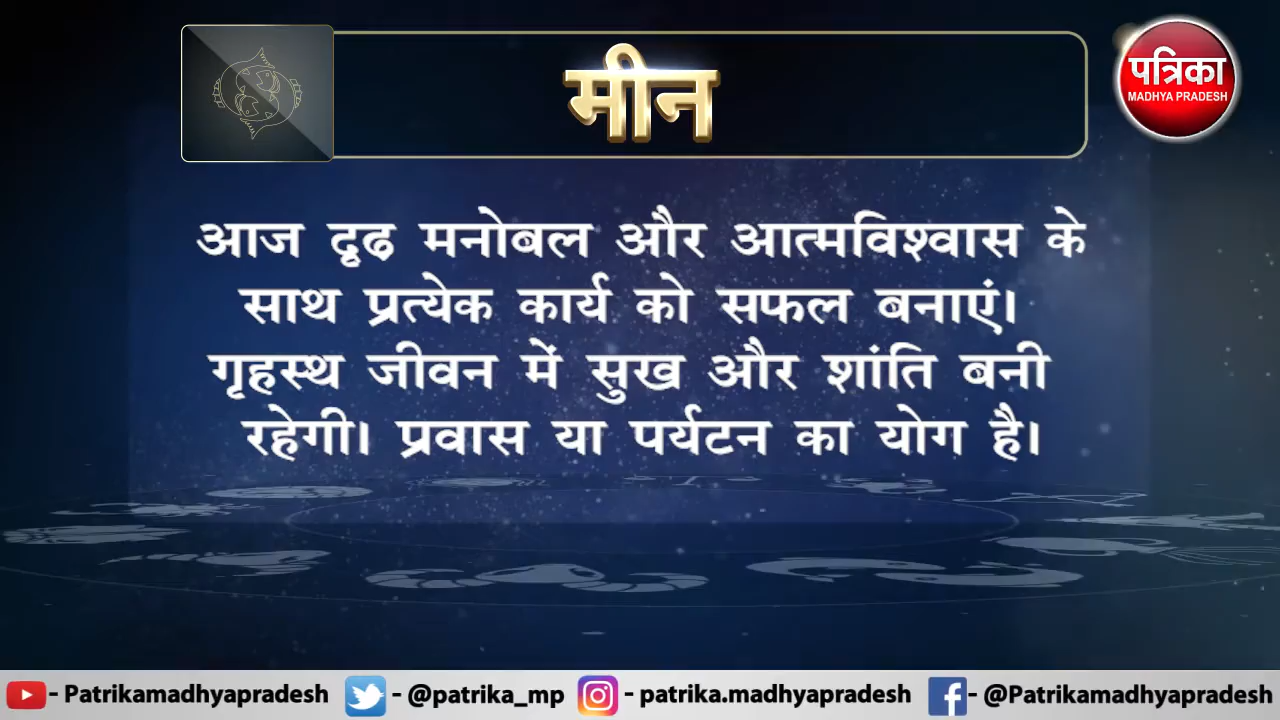 मीन
पत्रिका
MADHYA PRADESH
आज दृढ़ मनोबल और आत्मविश्वास के
साथ प्रत्येक कार्य को सफल बनाएं।
गृहस्थ जीवन में सुख और शांति बनी
रहेगी। प्रवास या पर्यटन का योग है।
- Patrikamadhyapradesh - @patrika_mp - patrika.madhyapradesh - @Patrikamadhyapradesh